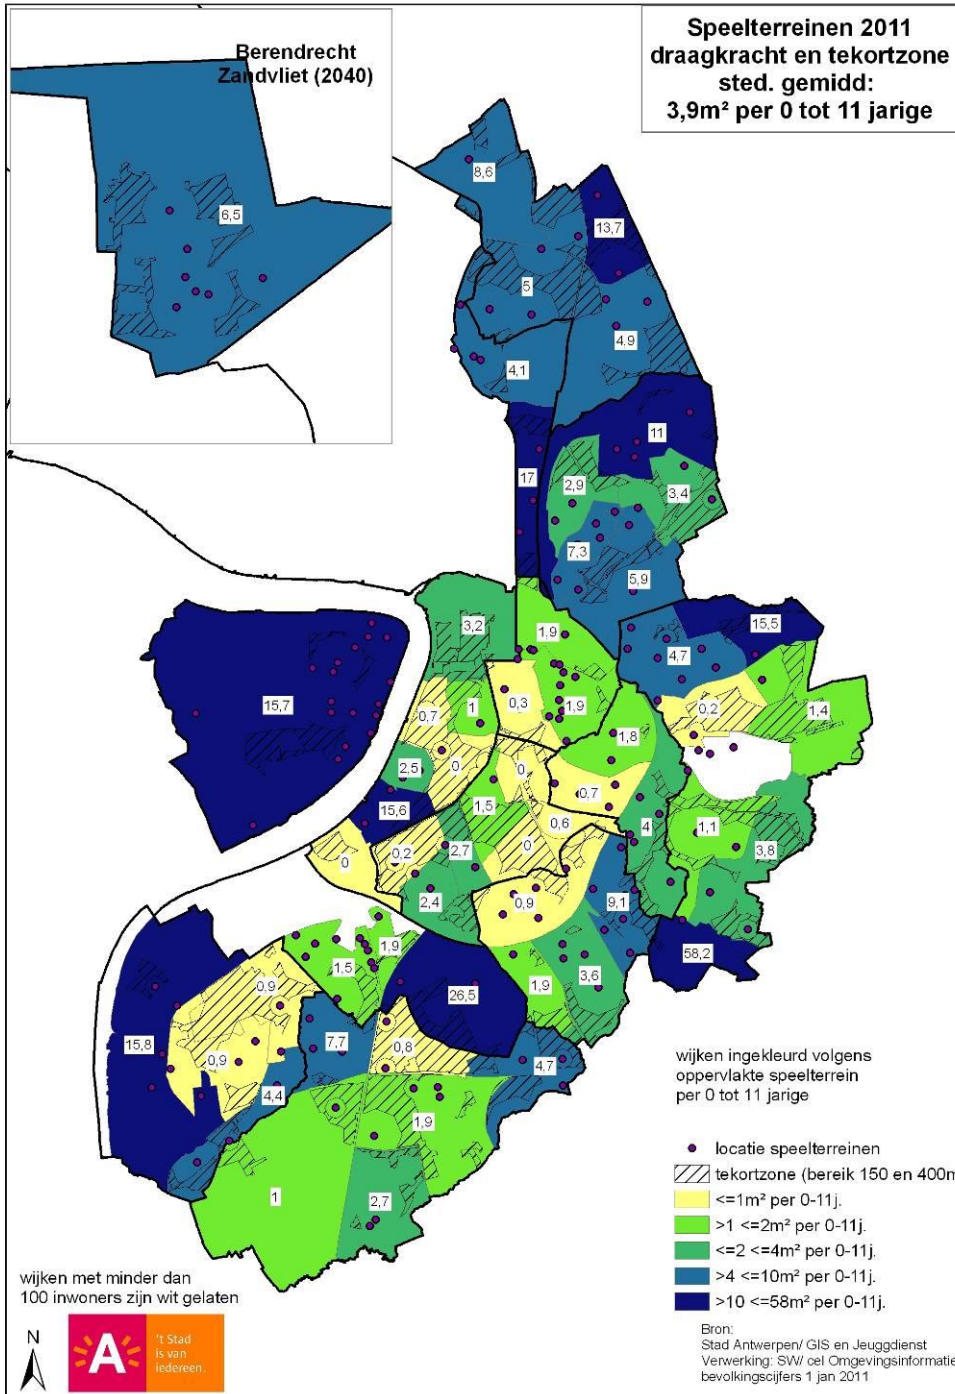 Speelterreinen 2011
draagkracht en tekortzone
sted. gemidd:
3,9m² per 0 tot 11 jarige
Berendrecht
Zandvliet (2040)
6,5
8,6
13,7
5
4,9
4,1
11
17
2,9
3,4
7,3
5,9
3,2
1,9
15,5
4,7
15,7
0,3
0,7
1
1,9
0,2
1,4
1,8
2,5
0
0
0,7
15,6
1,5
0,6
4
1,1
0
0,2
2,7
0
3,8
2,4
0,9
9,1
1,9
1,5
58,2
3,6
0,9
26,5
1,9
15,8
7,7
0,8
0,9
4,7
4,4
1,9
1
2,7
wijken ingekleurd volgens
oppervlakte speelterrein
per 0 tot 11 jarige
locatie speelterreinen
tekortzone (bereik 150 en 400m
<=1m² per 0-11j.
>1 <=2m² per 0-11j.
<=2 <=4m² per 0-11j.
>4 <=10m² per 0-11j.
>10 <=58m² per 0-11j.
wijken met minder dan
100 inwoners zijn wit gelaten
N
A
't Stad
is van
iedereen.
Bron:
Stad Antwerpen/ GIS en Jeuggdienst
Verwerking: SW/ cel Omgevingsinformatie
bevolkingscijfers 1 jan 2011